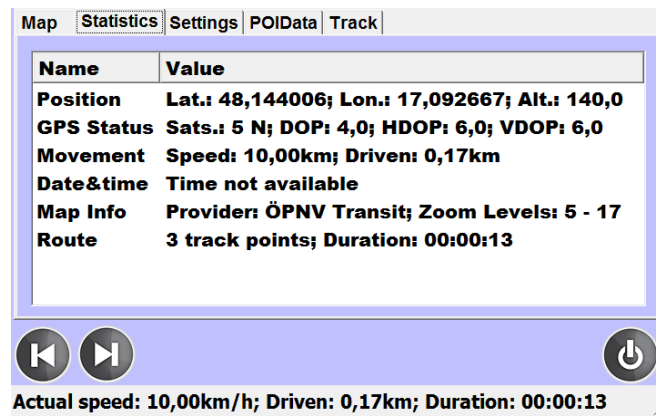 Map Statistics Settings POIData Track
Name Value
Position Lat.: 48,144006; Lon.: 17,092667; Alt.: 140,0
GPS Status Sats.: 5 N; DOP: 4,0; HDOP: 6,0; VDOP: 6,0
Movement Speed: 10,00km; Driven: 0,17km
Date&time Time not available
Map Info Provider: ÖPNV Transit; Zoom Levels: 5 - 17
Route 3 track points; Duration: 00:00:13
Actual speed: 10,00km/h; Driven: 0,17km; Duration: 00:00:13